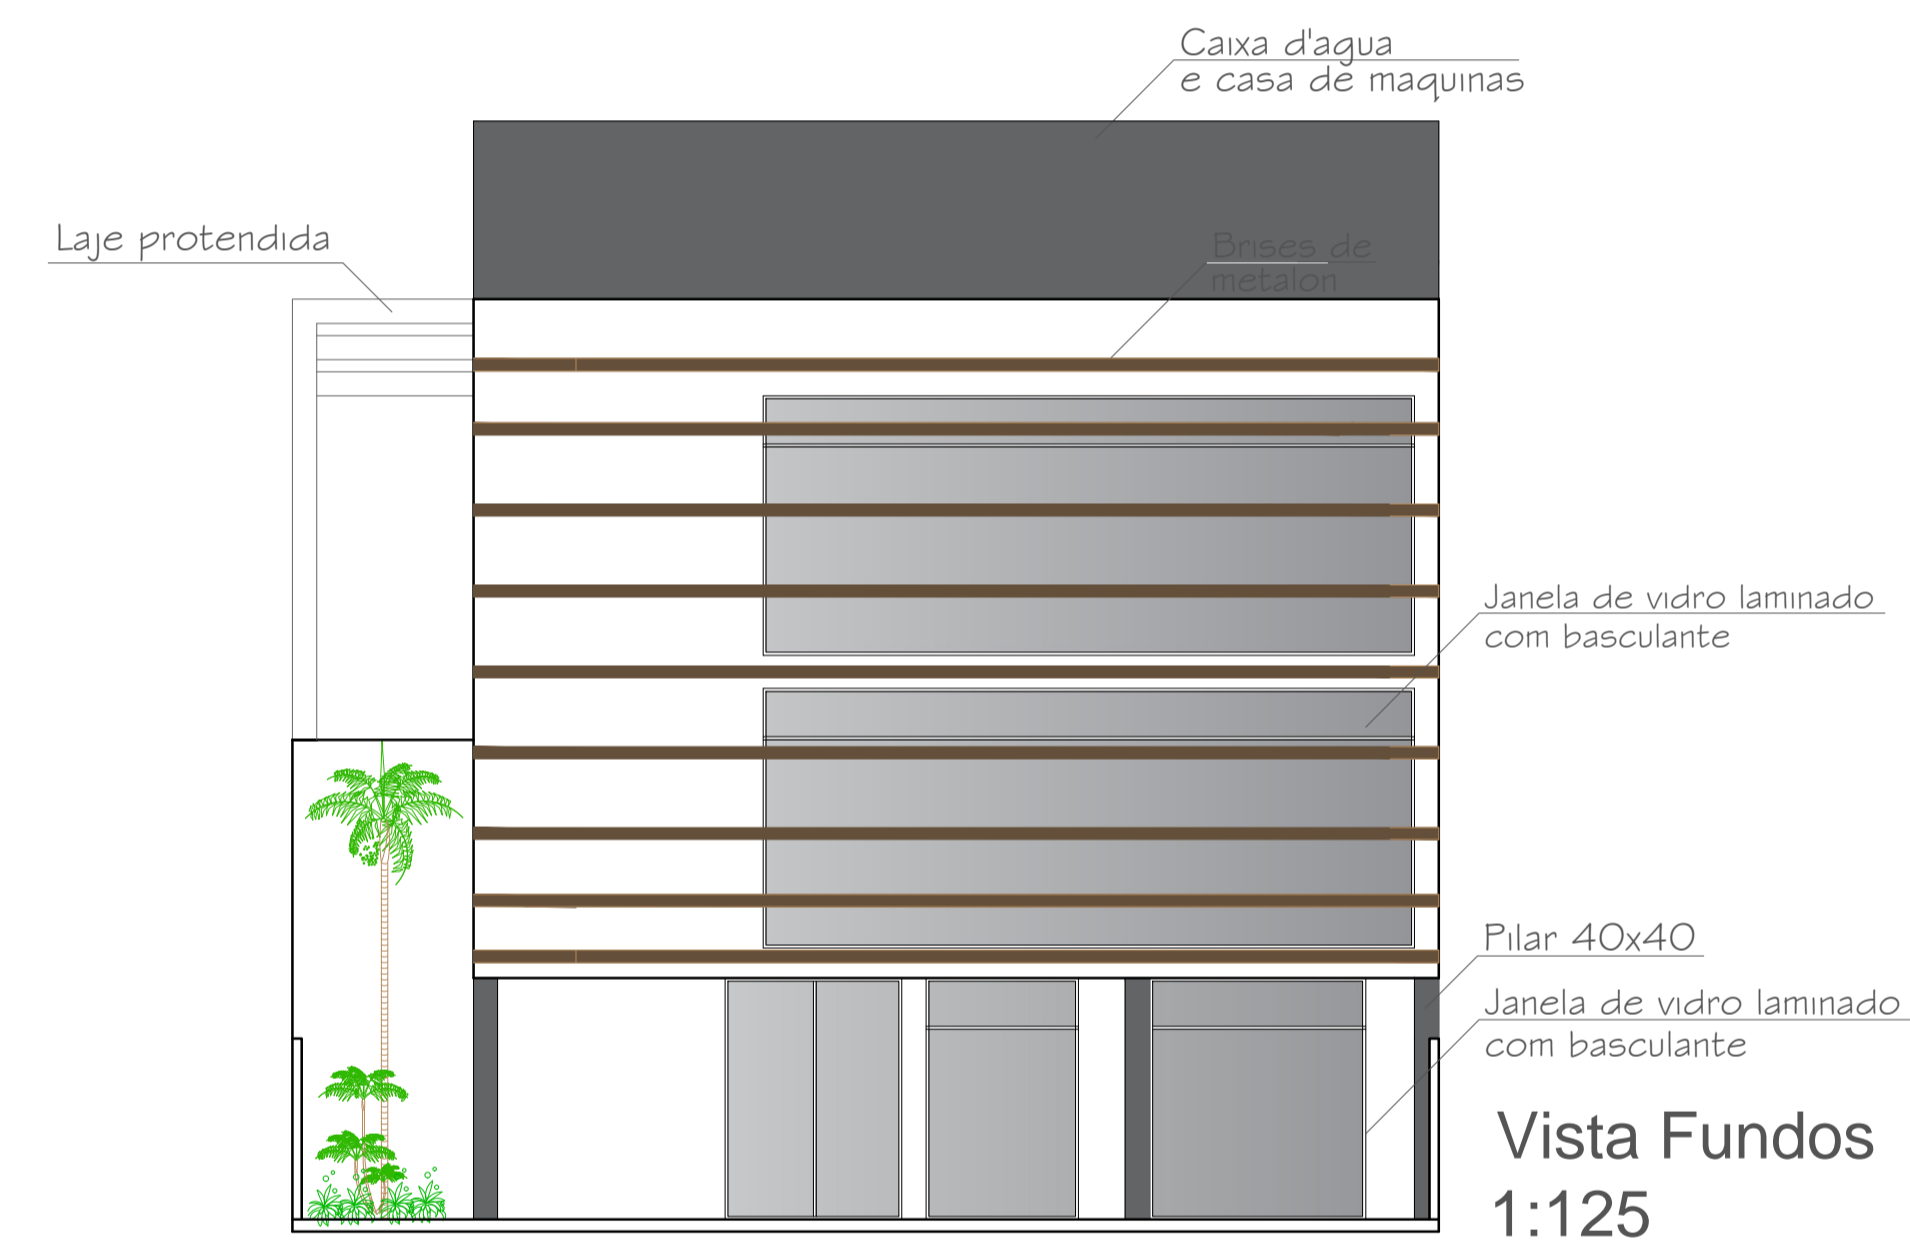 Caixa d'agua
e casa de maquinas
Laje protendida
Brises de
metalon
Janela de vidro laminado
com basculante
Pilar 40x40
Janela de vidro laminado
com basculante
Vista Fundos
1:125